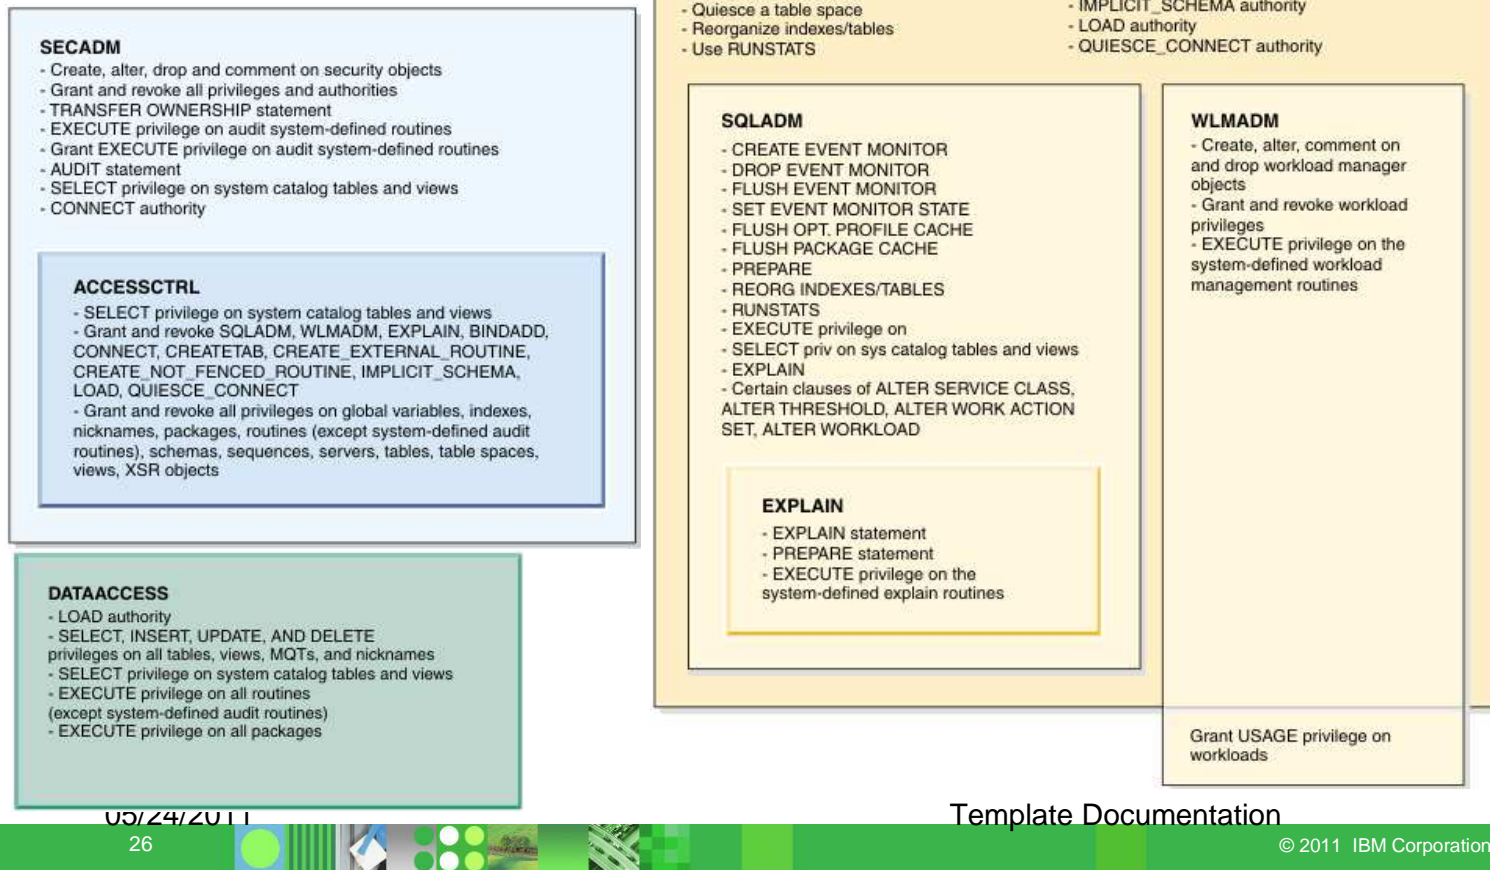 SECADM
- Create, alter, drop and comment on security objects
- Grant and revoke all privileges and authorities
- TRANSFER OWNERSHIP statement
- EXECUTE privilege on audit system-defined routines
- Grant EXECUTE privilege on audit system-defined routines
- AUDIT statement
- SELECT privilege on system catalog tables and views
- CONNECT authority
ACCESSCTRL
- SELECT privilege on system catalog tables and views
- Grant and revoke SQLADM, WLMADM, EXPLAIN, BINDADD,
CONNECT, CREATETAB, CREATE_EXTERNAL_ROUTINE,
CREATE_NOT_FENCED_ROUTINE, IMPLICIT_SCHEMA,
LOAD, QUIESCE_CONNECT
- Grant and revoke all privileges on global variables, indexes,
nicknames, packages, routines (except system-defined audit
routines), schemas, sequences, servers, tables, table spaces,
views, XSR objects
DATAACCESS
- LOAD authority
- SELECT, INSERT, UPDATE, AND DELETE
privileges on all tables, views, MQTs, and nicknames
- SELECT privilege on system catalog tables and views
- EXECUTE privilege on all routines
(except system-defined audit routines)
- EXECUTE privilege on all packages
- Quiesce a table space
- Reorganize indexes/tables
- Use RUNSTATS
- IMPLICIT_SCHEMA authority
- LOAD authority
- QUIESCE_CONNECT authority
SQLADM
- CREATE EVENT MONITOR
- DROP EVENT MONITOR
- FLUSH EVENT MONITOR
- SET EVENT MONITOR STATE
- FLUSH OPT. PROFILE CACHE
- FLUSH PACKAGE CACHE
- PREPARE
- REORG INDEXES/TABLES
- RUNSTATS
- EXECUTE privilege on
- SELECT priv on sys catalog tables and views
- EXPLAIN
- Certain clauses of ALTER SERVICE CLASS,
ALTER THRESHOLD, ALTER WORK ACTION
SET, ALTER WORKLOAD
EXPLAIN
- EXPLAIN statement
- PREPARE statement
- EXECUTE privilege on the
system-defined explain routines
WLMADM
- Create, alter, comment on
and drop workload manager
objects
- Grant and revoke workload
privileges
- EXECUTE privilege on the
system-defined workload
management routines
Grant USAGE privilege on
workloads
05/24/2011
Template Documentation
26
© 2011 IBM Corporation